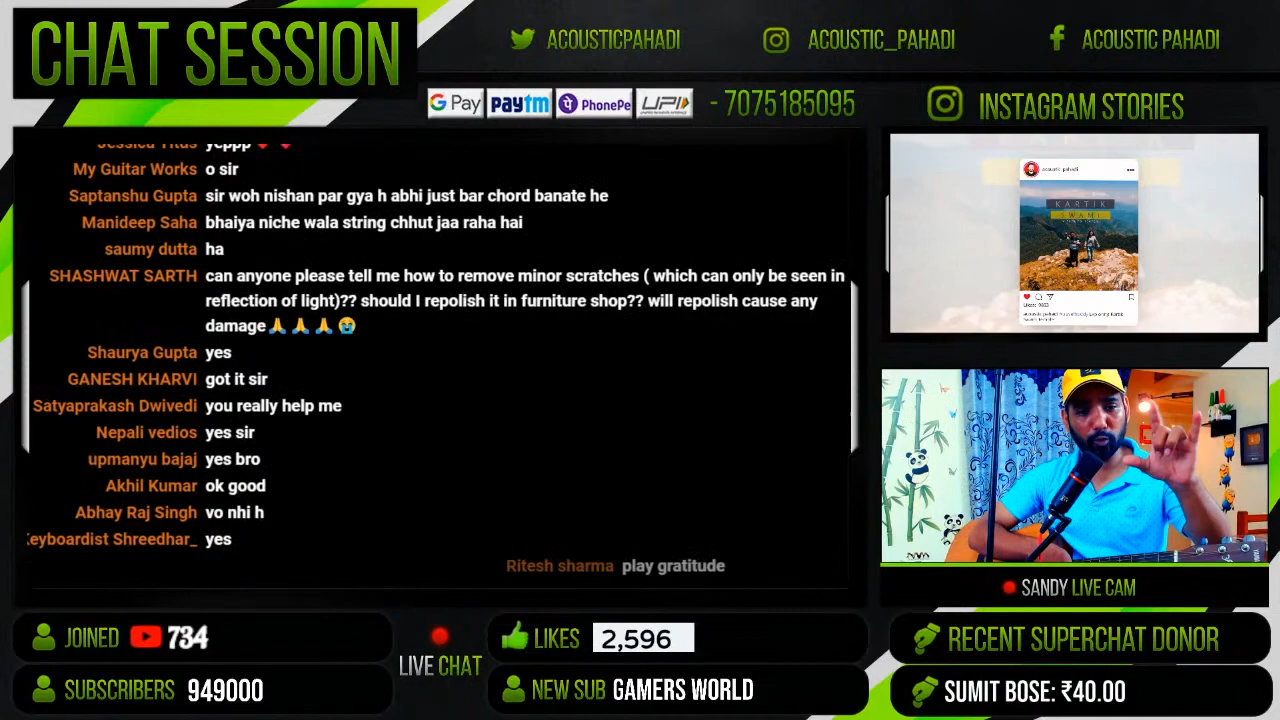 CHAT SESSION
ACOUSTICPAHADI
ACOUSTIC_PAHADI
ACOUSTIC PAHADI
G Pay
Paytm
PhonePe
UPI
- 7075185095
INSTAGRAM STORIES
Jessica Titus yeppp
My Guitar Works o sir
Saptanshu Gupta sir woh nishan par gya h abhi just bar chord banate he
Manideep Saha bhaiya niche wala string chhut jaa raha hai
saumy dutta ha
SHASHWAT SARTH can anyone please tell me how to remove minor scratches ( which can only be seen in
reflection of light)?? should I repolish it in furniture shop?? will repolish cause any
damage🙏🙏🙏😭
Shaurya Gupta yes
GANESH KHARVI got it sir
Satyaprakash Dwivedi you really help me
Nepali vedios yes sir
upmanyu bajaj yes bro
Akhil Kumar ok good
Abhay Raj Singh vo nhi h
eyboardist Shreedhar_ yes
Ritesh sharma play gratitude
acoustic_pahadi
KARTIK
SWAMI
SANDY LIVE CAM
JOINED 734
LIVE CHAT
LIKES 2,596
RECENT SUPERCHAT DONOR
SUBSCRIBERS 949000
NEW SUB GAMERS WORLD
SUMIT BOSE: ₹40.00